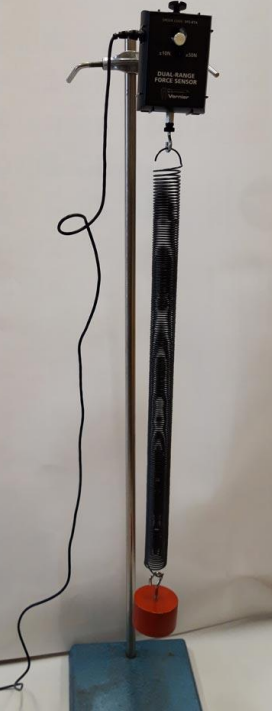 ±10N ±50N
DUAL-RANGE
FORCE SENSOR
Vernier